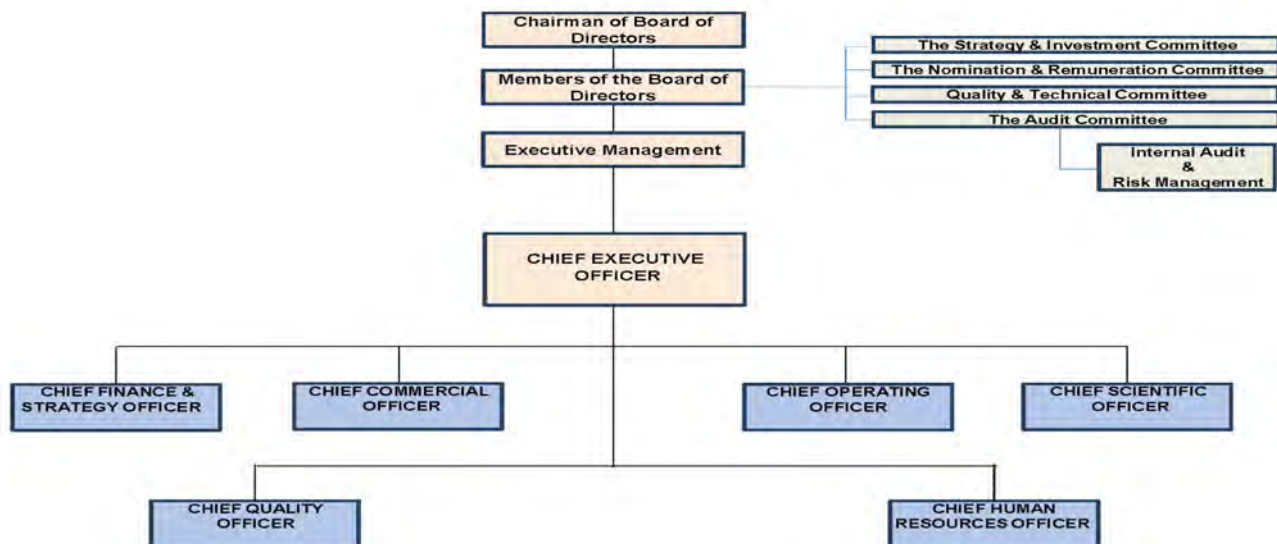 Chairman of Board of
Directors
Members of the Board of
Directors
The Strategy & Investment Committee
The Nomination & Remuneration Committee
Quality & Technical Committee
The Audit Committee
Internal Audit
&
Risk Management
Executive Management
CHIEF EXECUTIVE
OFFICER
CHIEF FINANCE &
STRATEGY OFFICER
CHIEF COMMERCIAL
OFFICER
CHIEF OPERATING
OFFICER
CHIEF SCIENTIFIC
OFFICER
CHIEF QUALITY
OFFICER
CHIEF HUMAN
RESOURCES OFFICER